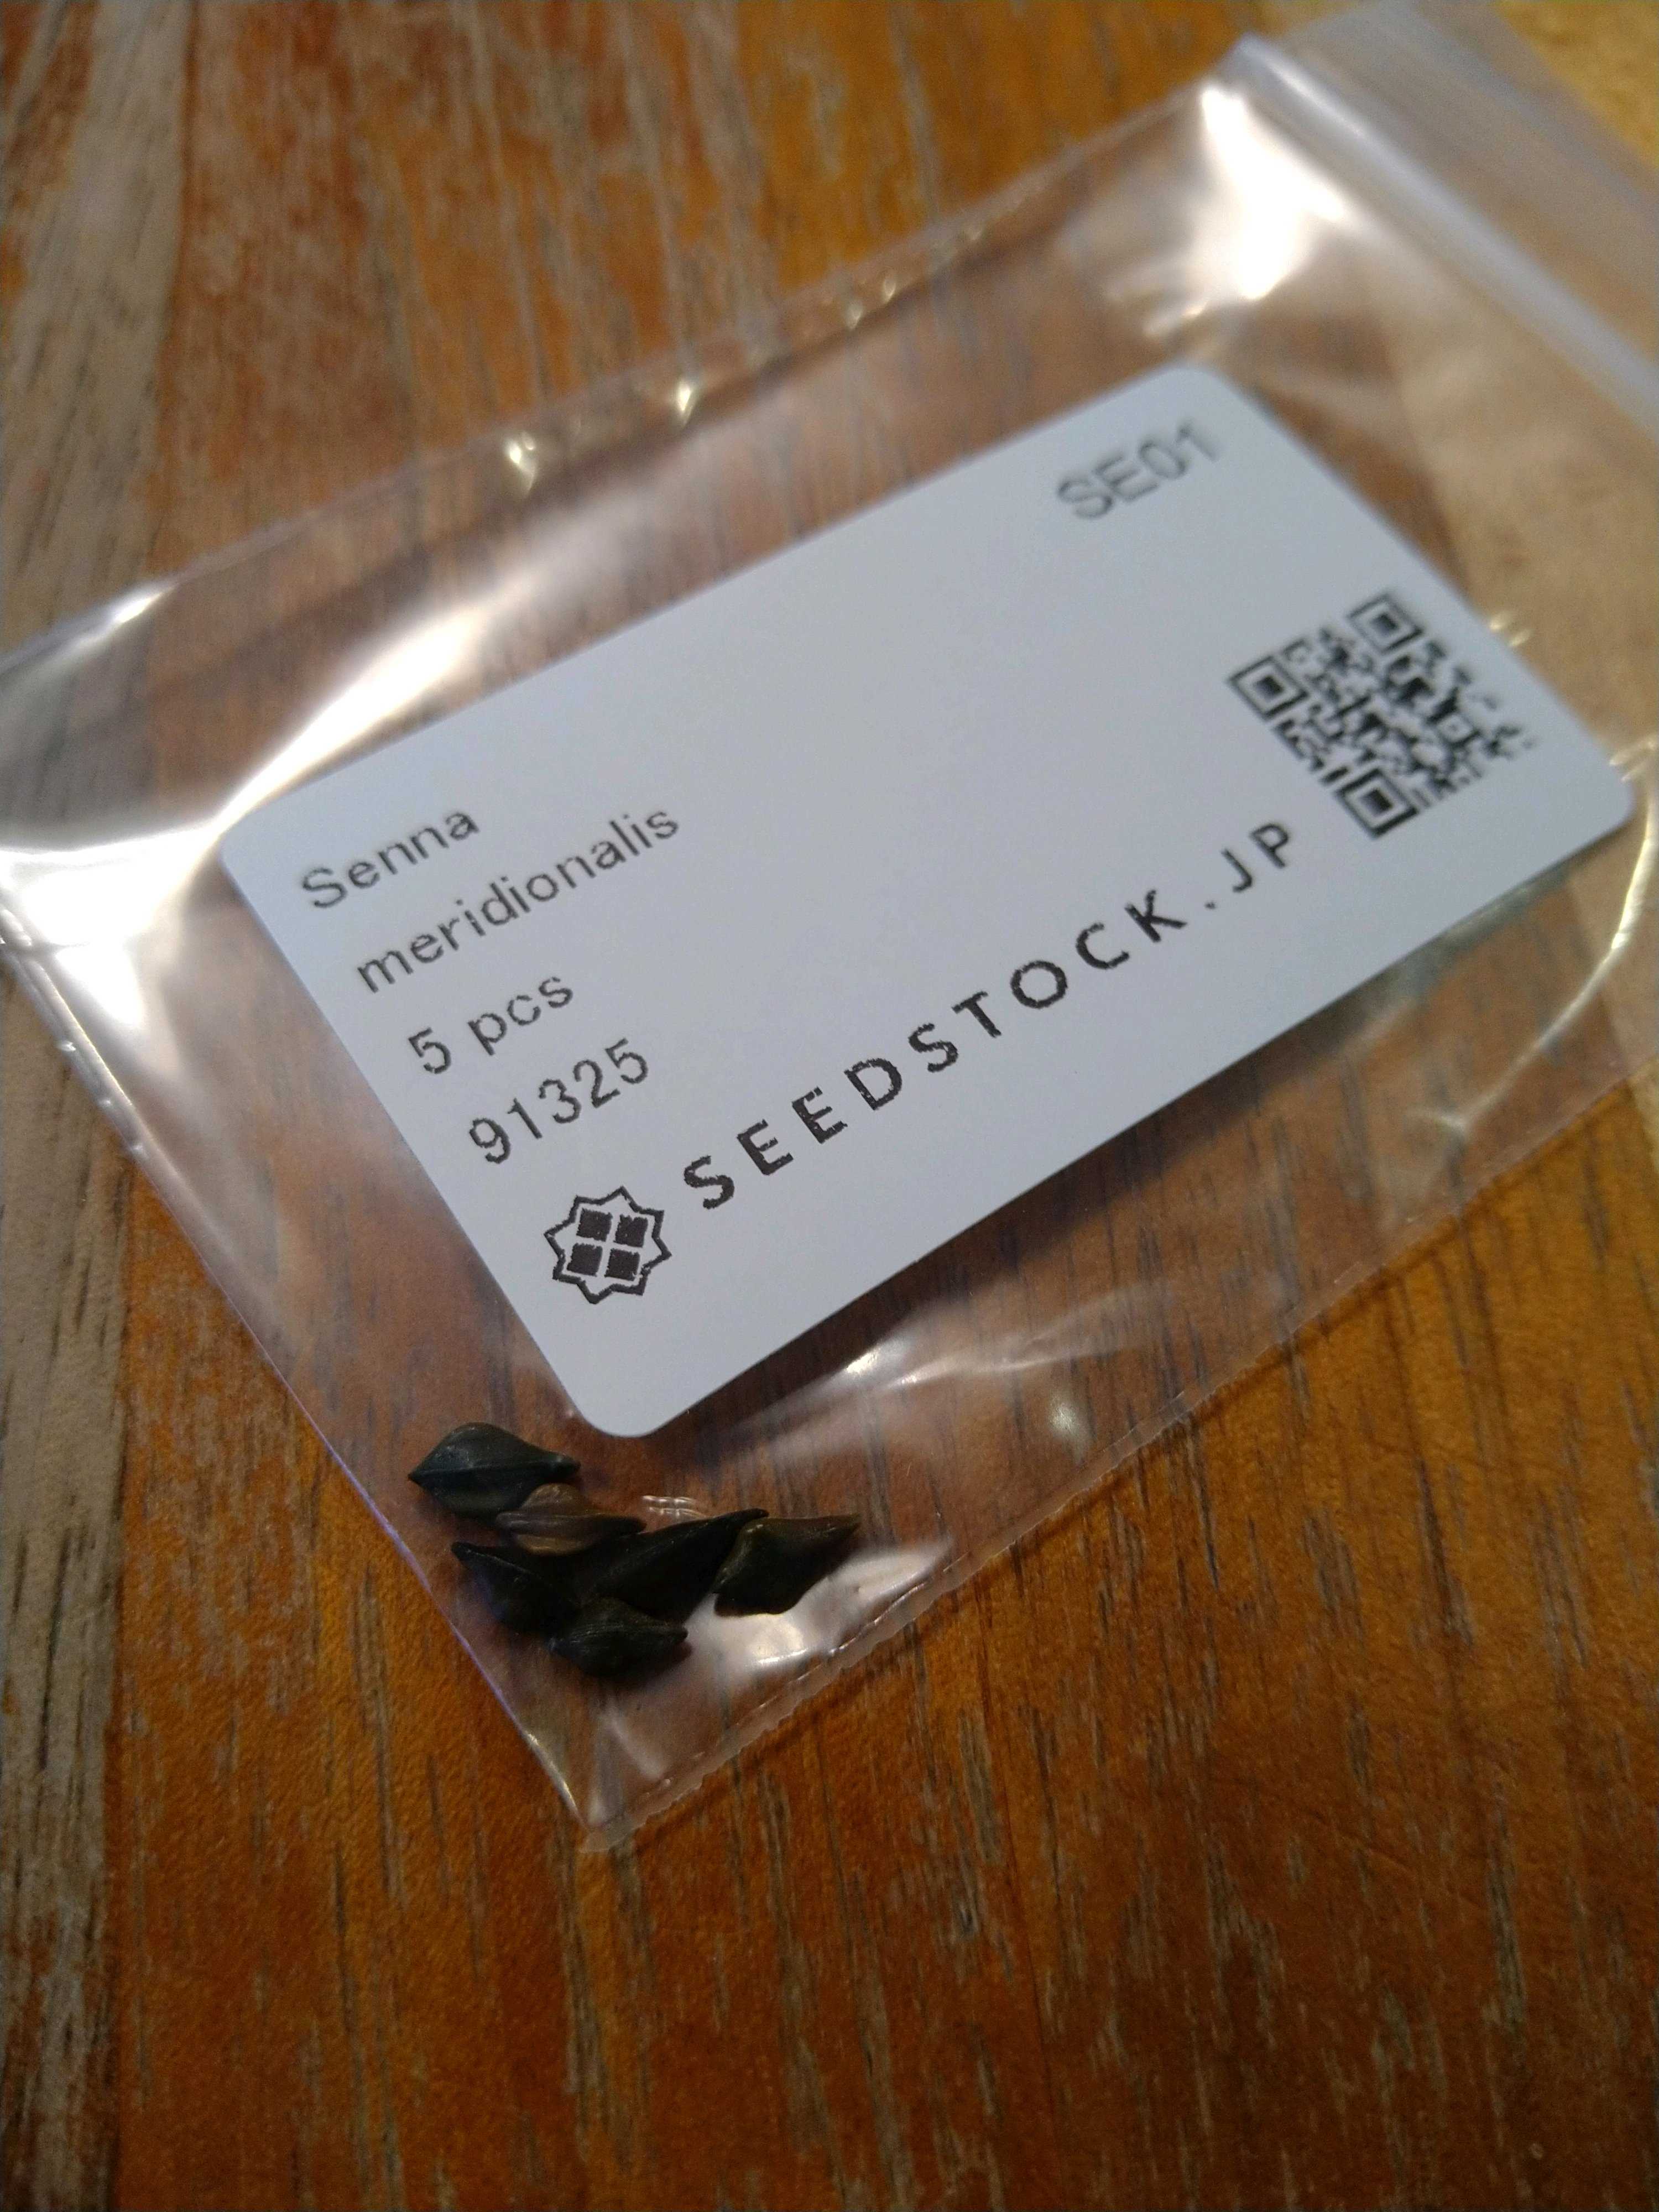 Senna
meridionalis
5 pcs
91325
SE01
SEEDSTOCK.JP